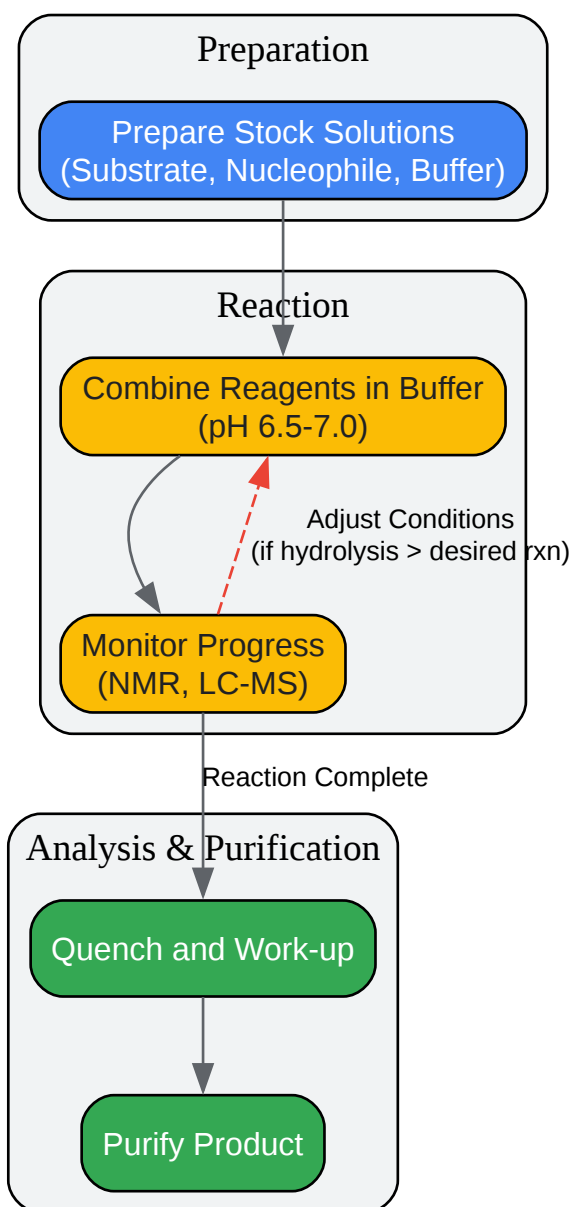 Preparation
Prepare Stock Solutions
(Substrate, Nucleophile, Buffer)
Reaction
Combine Reagents in Buffer
(pH 6.5-7.0)
Adjust Conditions
(if hydrolysis > desired rxn)
Monitor Progress
(NMR, LC-MS)
Reaction Complete
Analysis & Purification
Quench and Work-up
Purify Product